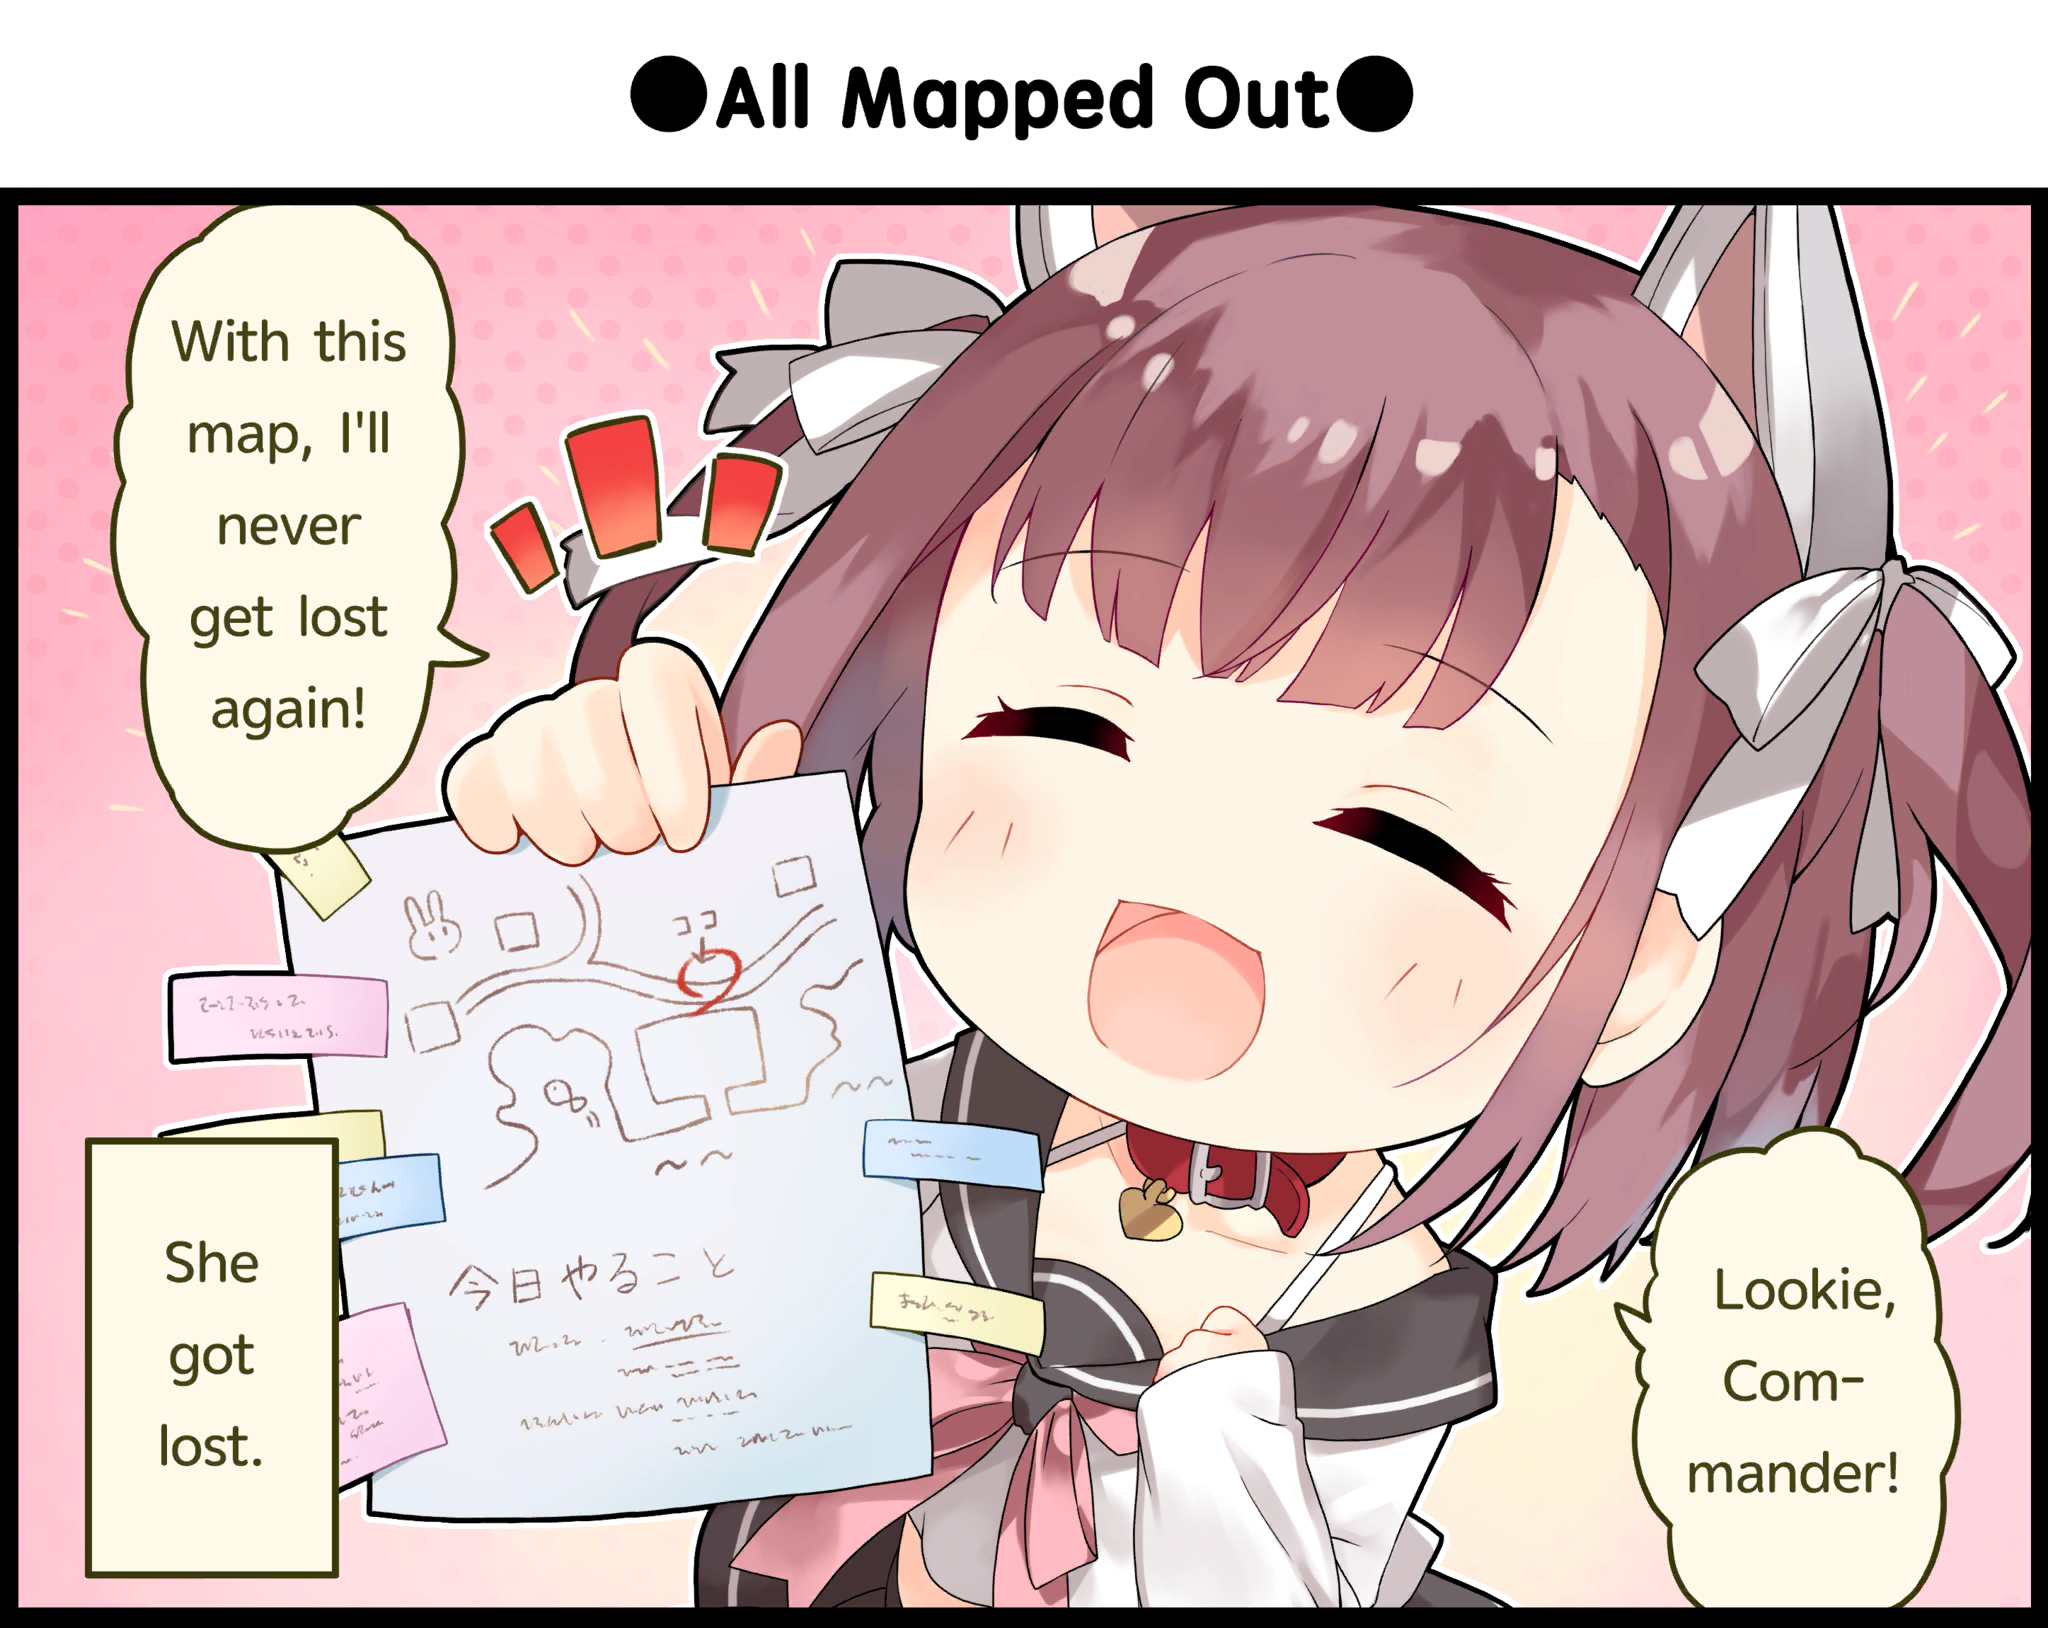 ●All Mapped Out●
Lookie,
Com-
mander!
With this
map, I'll
never
get lost
again!
She
got
lost.
ココ
今日やること